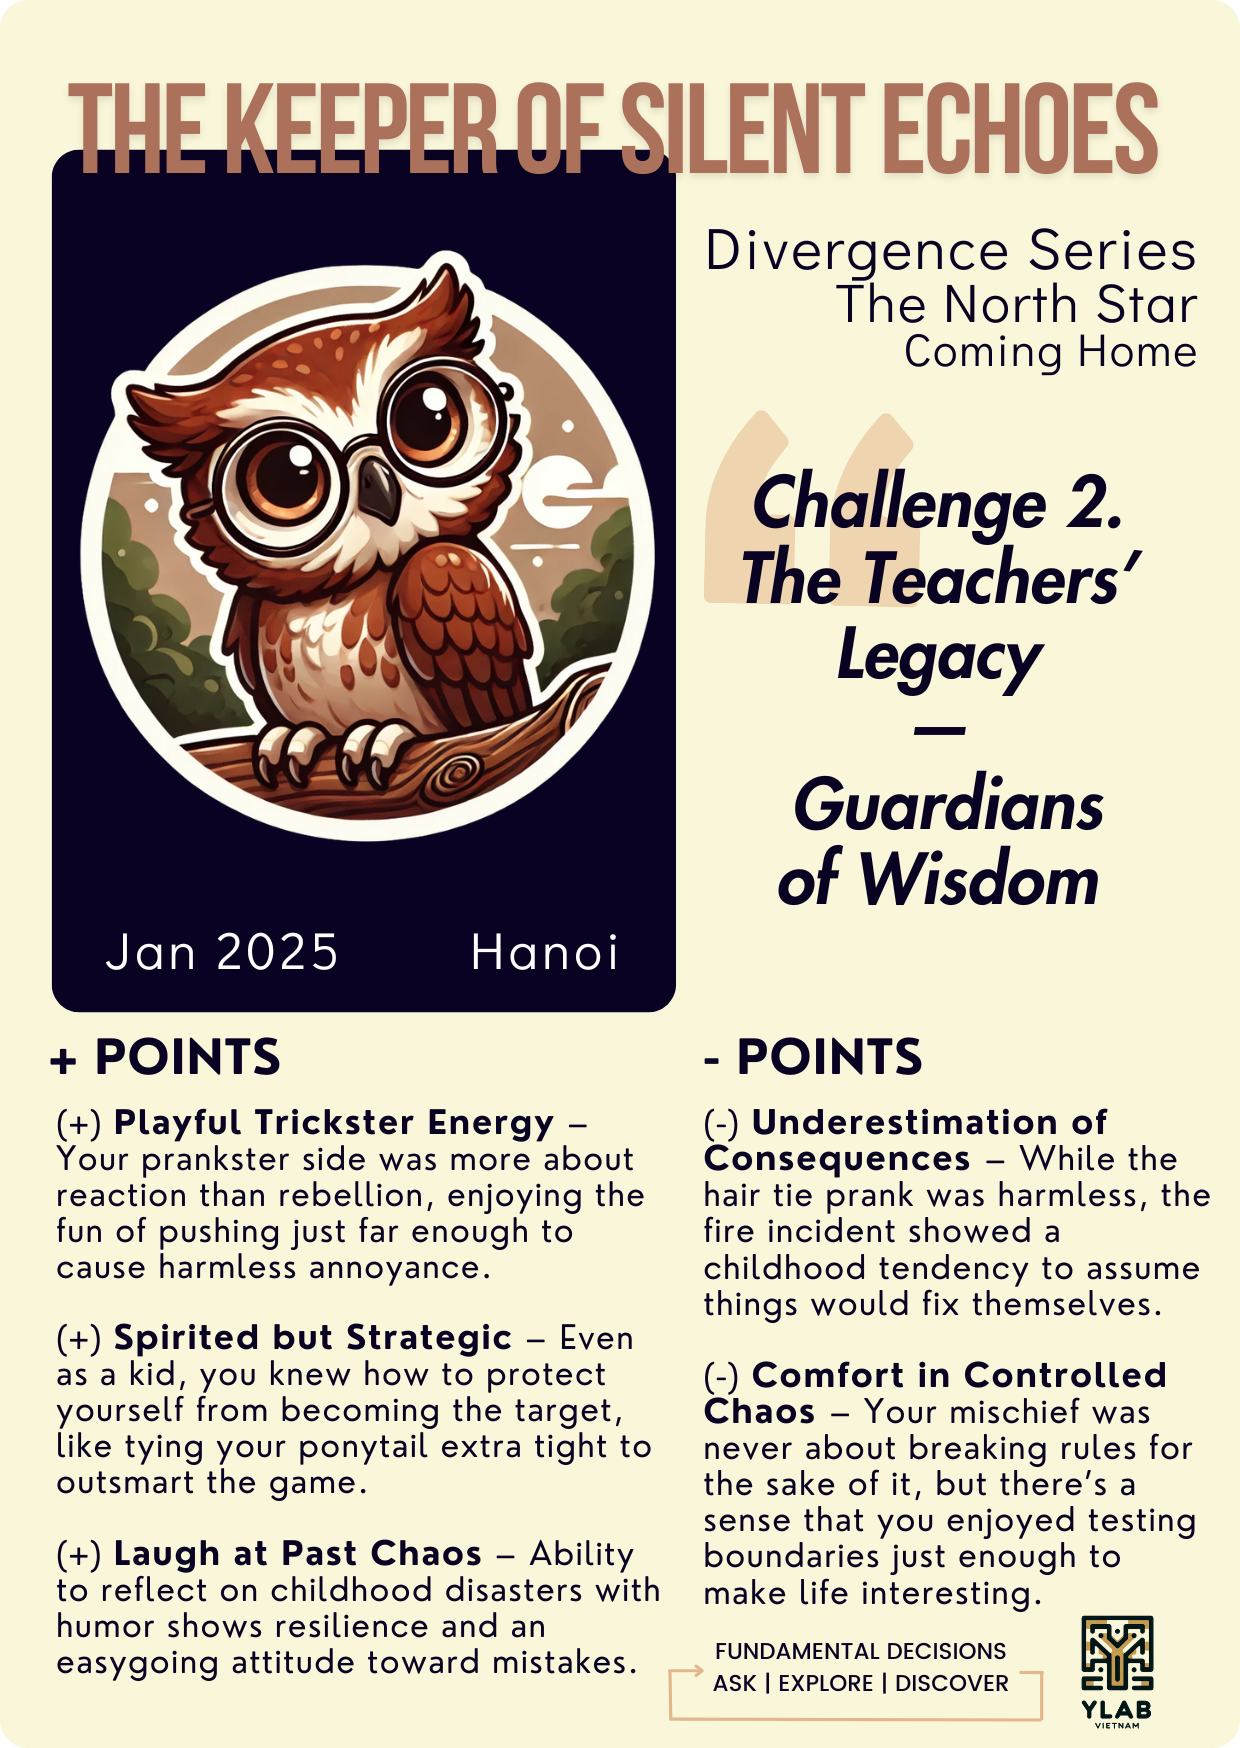 THE KEEPER OF SILENT ECHOES
Divergence Series
The North Star
Coming Home
Challenge 2.
The Teachers’
Legacy
—
Guardians
of Wisdom
Jan 2025 Hanoi
+ POINTS
(+) Playful Trickster Energy –
Your prankster side was more about
reaction than rebellion, enjoying the
fun of pushing just far enough to
cause harmless annoyance.
(+) Spirited but Strategic – Even
as a kid, you knew how to protect
yourself from becoming the target,
like tying your ponytail extra tight to
outsmart the game.
(+) Laugh at Past Chaos – Ability
to reflect on childhood disasters with
humor shows resilience and an
easygoing attitude toward mistakes.
- POINTS
(-) Underestimation of
Consequences – While the
hair tie prank was harmless, the
fire incident showed a
childhood tendency to assume
things would fix themselves.
(-) Comfort in Controlled
Chaos – Your mischief was
never about breaking rules for
the sake of it, but there’s a
sense that you enjoyed testing
boundaries just enough to
make life interesting.
FUNDAMENTAL DECISIONS
ASK | EXPLORE | DISCOVER
YLAB
VIETNAM